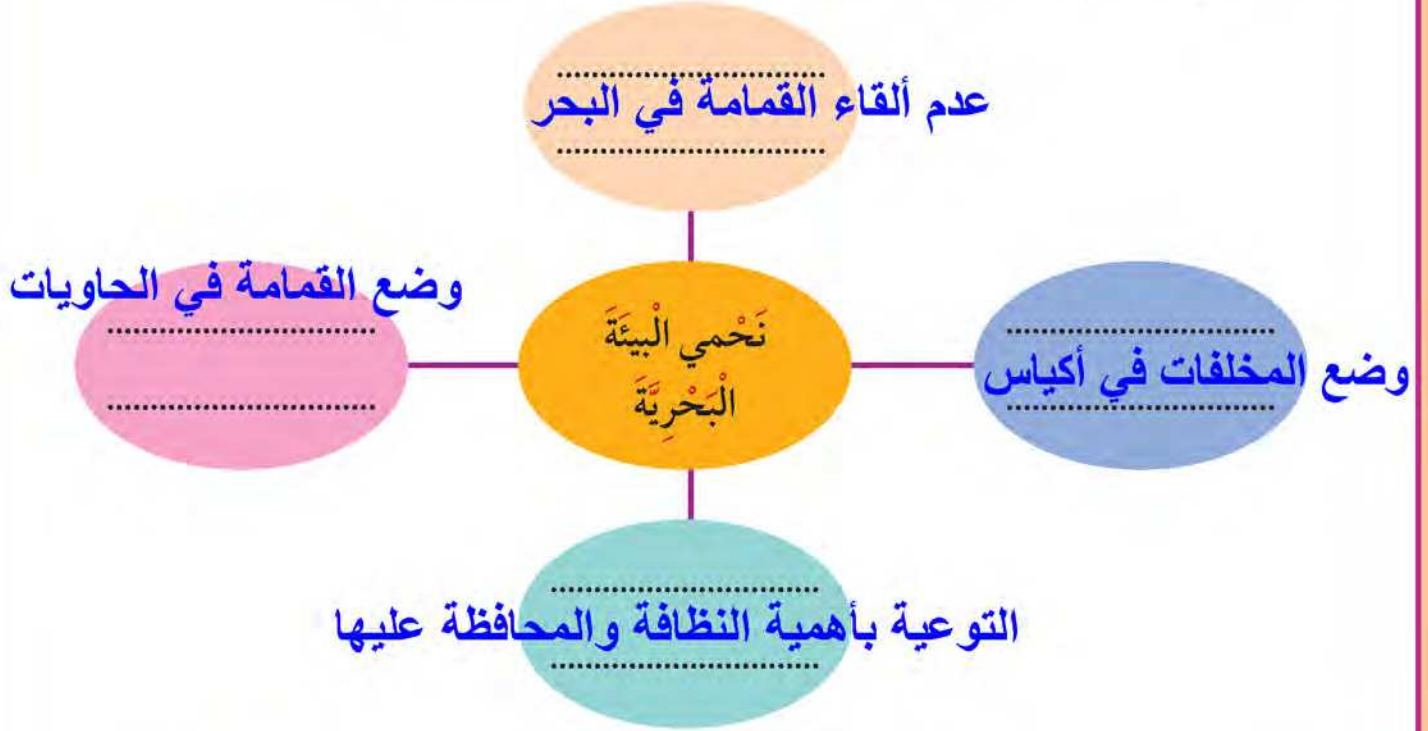 عدم ألقاء القمامة في البحر
وضع القمامة في الحاويات
نَحْمي الْبيئَةَ
الْبَحْرِيَّةَ
وضع المخلفات في أكياس
التوعية بأهمية النظافة والمحافظة عليها